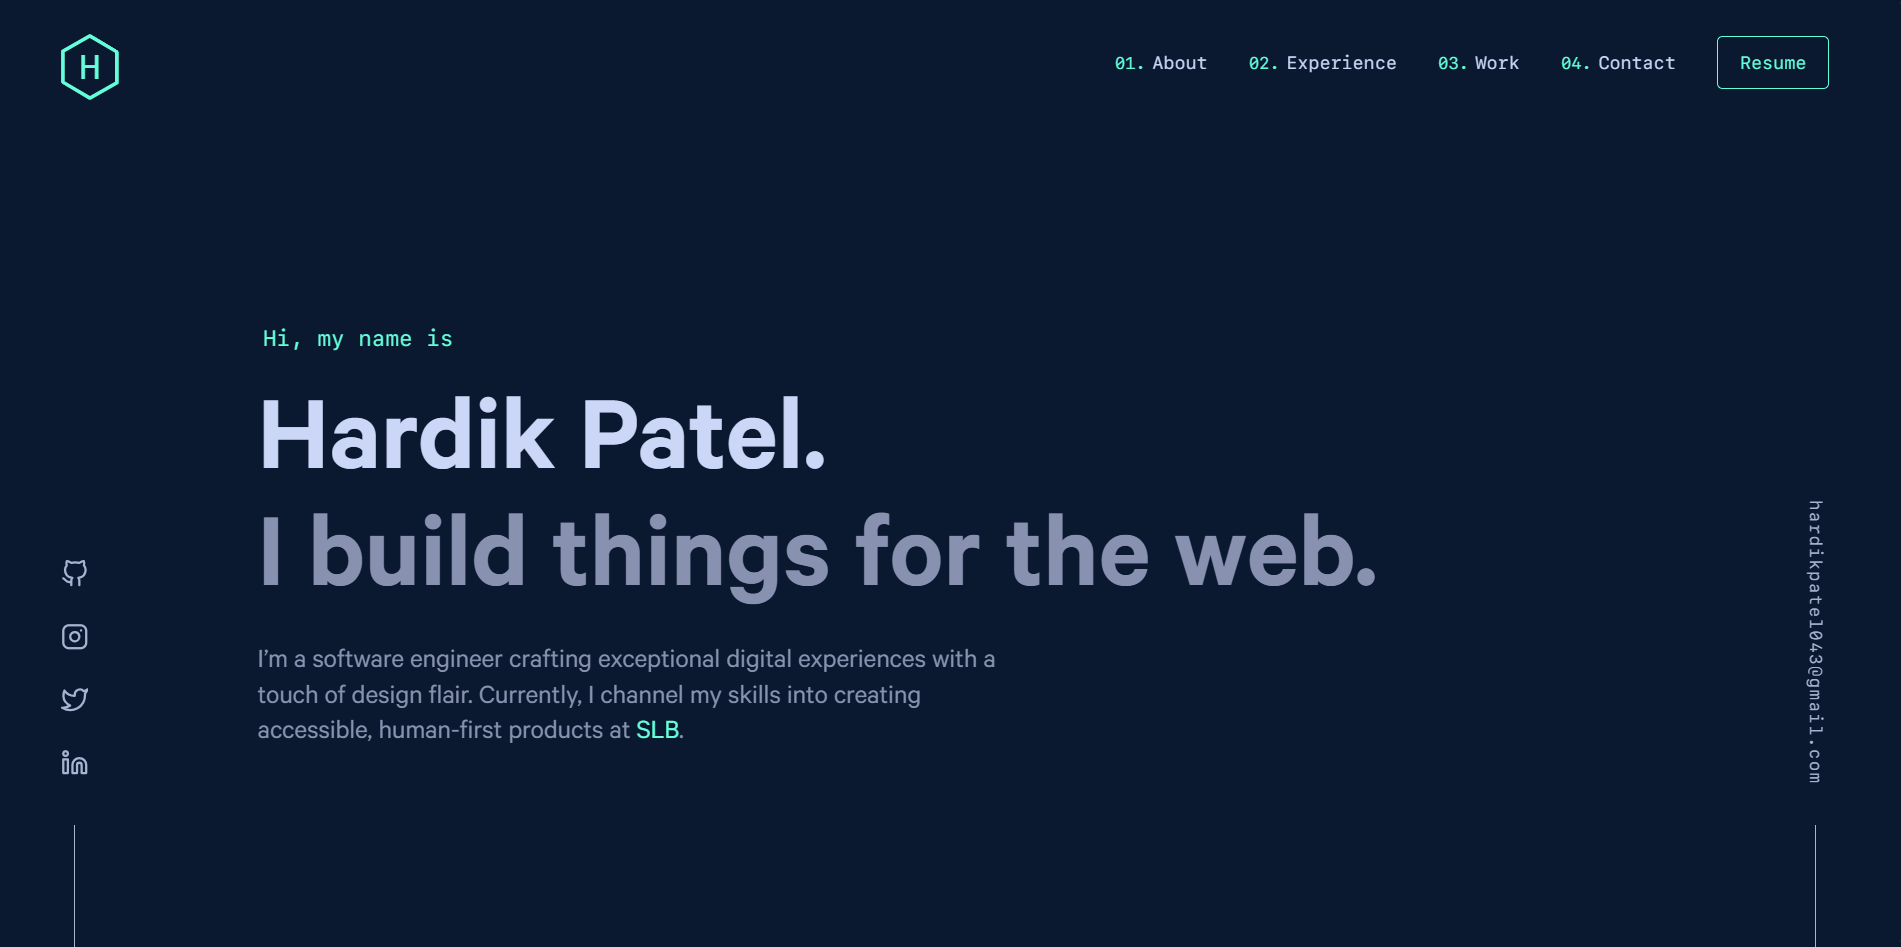 H
01. About 02. Experience 03. Work 04. Contact Resume
Hi, my name is
Hardik Patel.
I build things for the web.
I’m a software engineer crafting exceptional digital experiences with a
touch of design flair. Currently, I channel my skills into creating
accessible, human-first products at SLB.
in
hardikpatel043@gmail.com